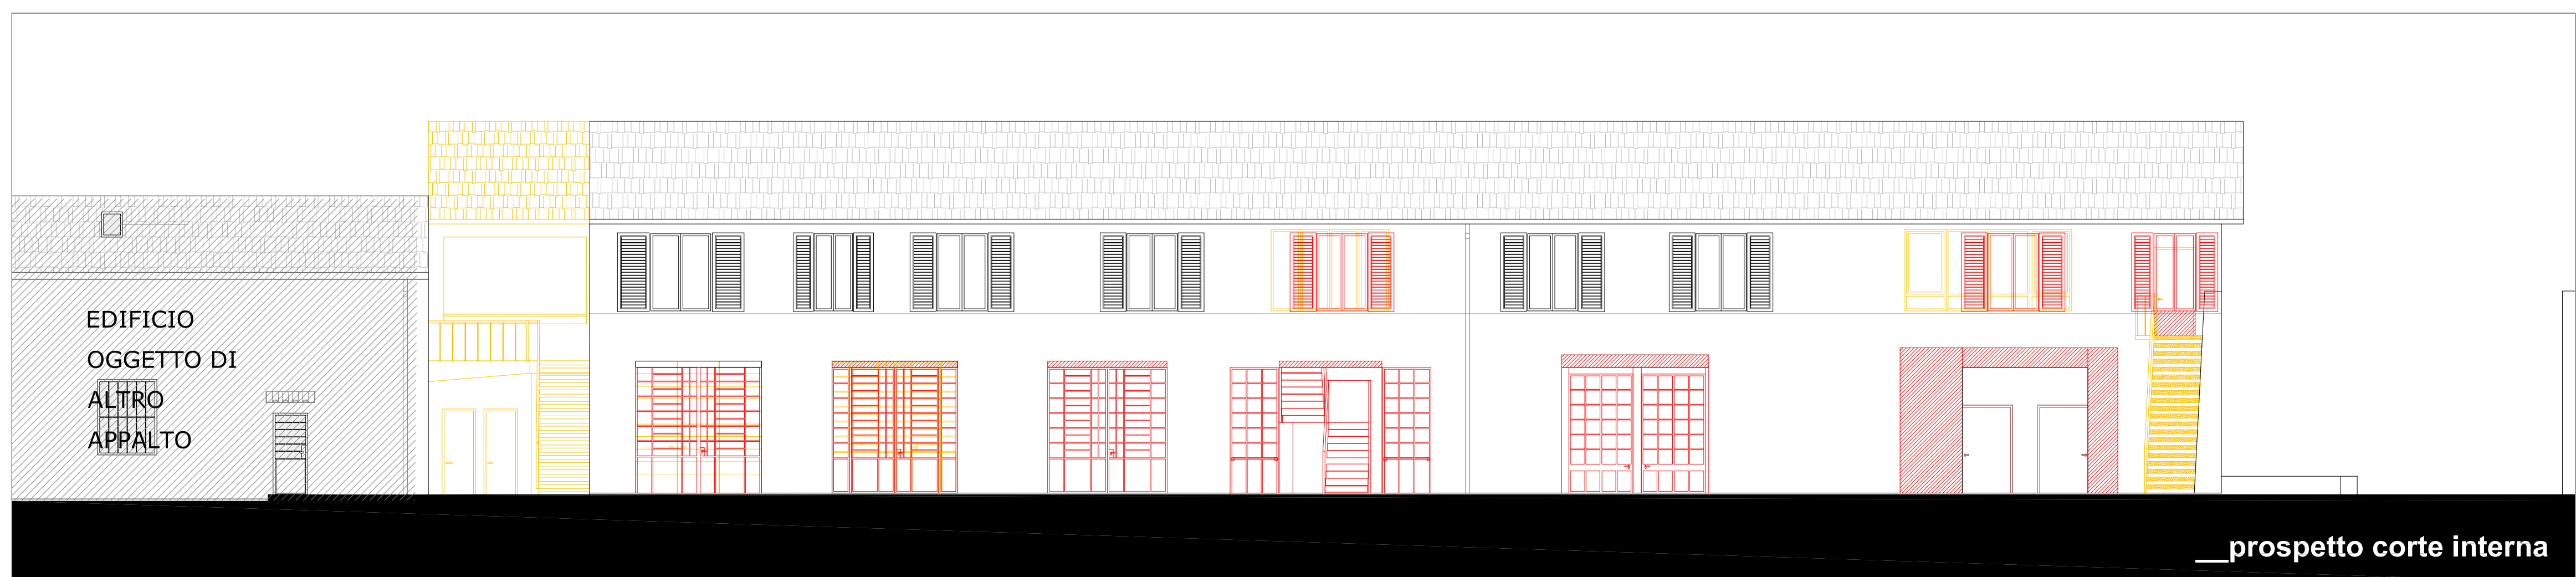 EDIFICIO
OGGETTO DI
ALTRO
APPALTO
__prospetto corte interna